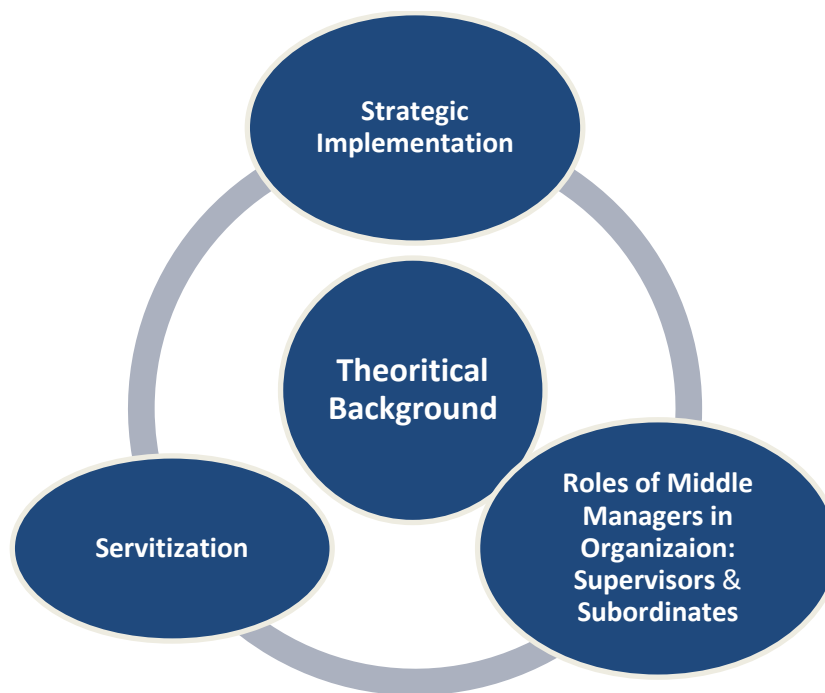 Strategic
Implementation
Theoritical
Background
Servitization
Roles of Middle
Managers in
Organizaion:
Supervisors &
Subordinates